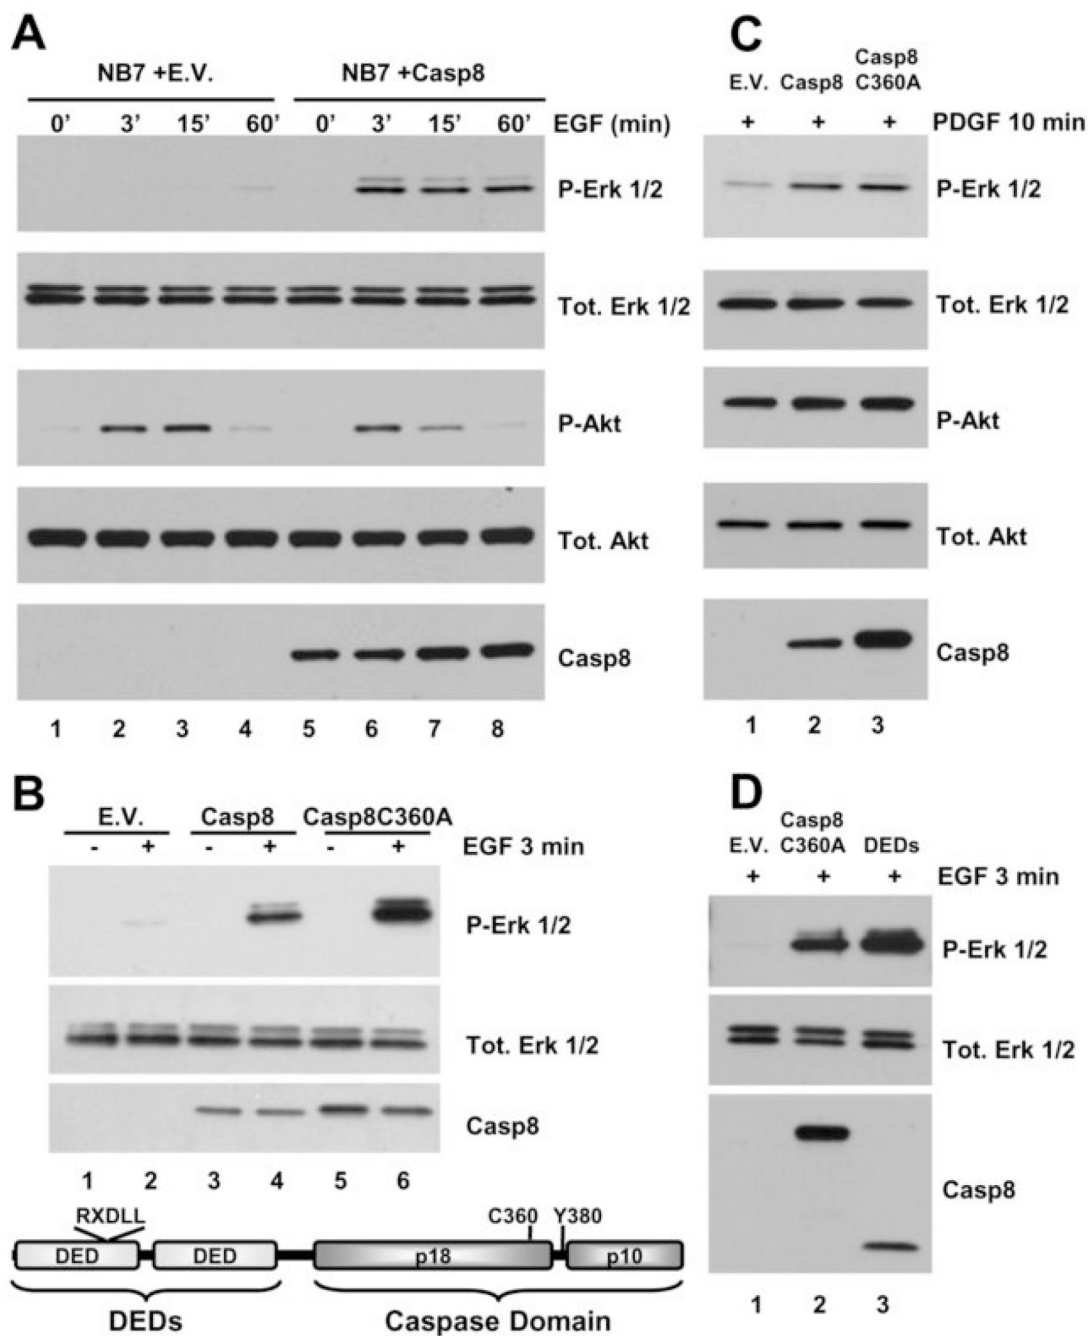 A
NB7 +E.V. NB7 +Casp8
0' 3' 15' 60' 0' 3' 15' 60' EGF (min)
P-Erk 1/2
Tot. Erk 1/2
P-Akt
Tot. Akt
Casp8
1 2 3 4 5 6 7 8
C
E.V. Casp8 Casp8 C360A
+ + + PDGF 10 min
P-Erk 1/2
Tot. Erk 1/2
P-Akt
Tot. Akt
Casp8
1 2 3
B
E.V. Casp8 Casp8C360A
- + - + - + EGF 3 min
P-Erk 1/2
Tot. Erk 1/2
Casp8
1 2 3 4 5 6
RXDLL C360 Y380
DED DED p18 p10
DEDs Caspase Domain
D
E.V. Casp8 C360A DEDs
+ + + EGF 3 min
P-Erk 1/2
Tot. Erk 1/2
Casp8
1 2 3